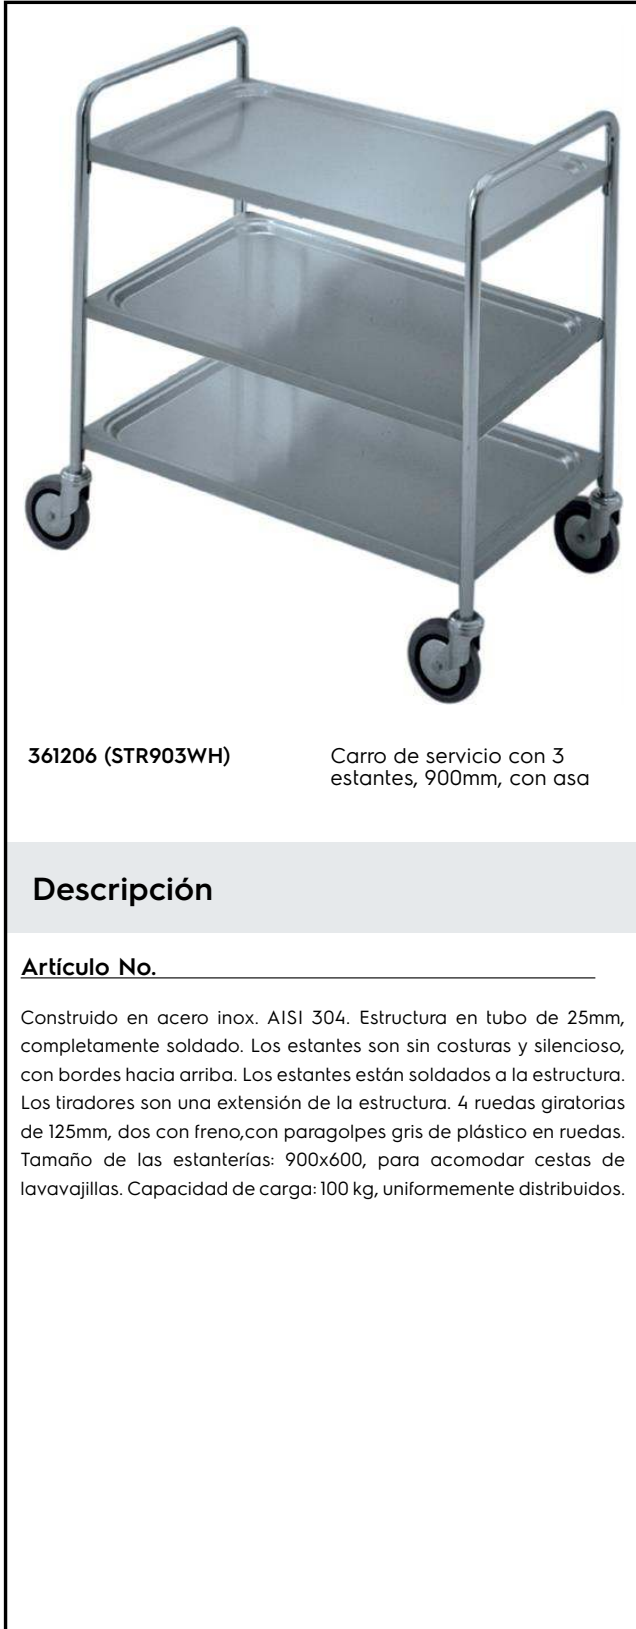 361206 (STR903WH)
Carro de servicio con 3
estantes, 900mm, con asa
Descripción
Artículo No.
Construido en acero inox. AISI 304. Estructura en tubo de 25mm,
completamente soldado. Los estantes son sin costuras y silencioso,
con bordes hacia arriba. Los estantes están soldados a la estructura.
Los tiradores son una extensión de la estructura. 4 ruedas giratorias
de 125mm, dos con freno,con paragolpes gris de plástico en ruedas.
Tamaño de las estanterías: 900x600, para acomodar cestas de
lavavajillas. Capacidad de carga: 100 kg, uniformemente distribuidos.